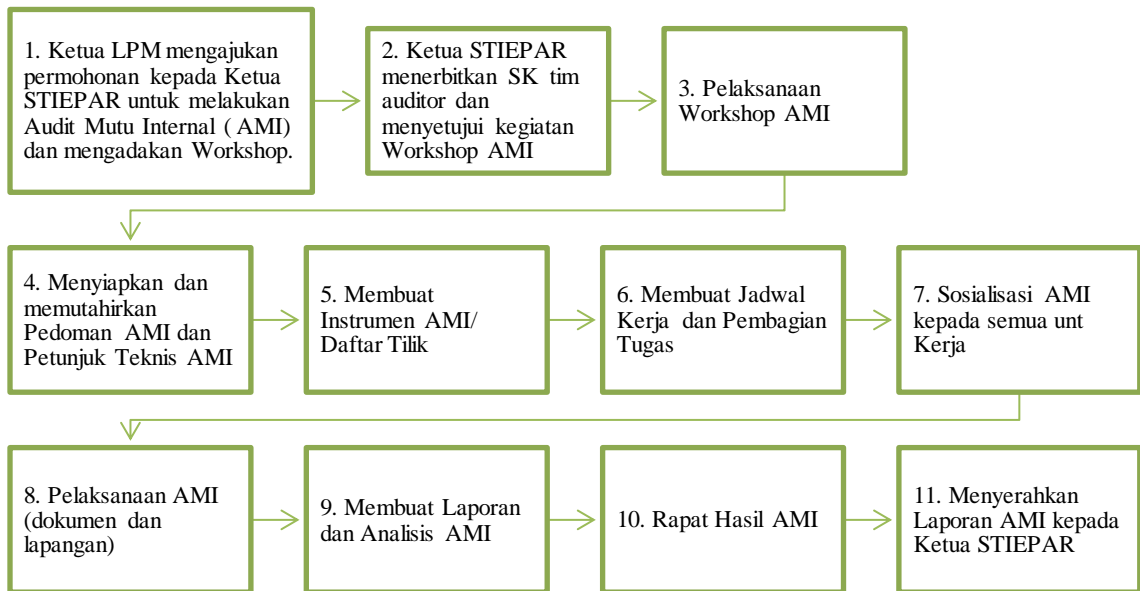 1. Ketua LPM mengajukan
permohonan kepada Ketua
STIEPAR untuk melakukan
Audit Mutu Internal ( AMI)
dan mengadakan Workshop.
2. Ketua STIEPAR
menerbitkan SK tim
auditor dan
menyetujui kegiatan
Workshop AMI
3. Pelaksanaan
Workshop AMI
4. Menyiapkan dan
memutahirkan
Pedoman AMI dan
Petunjuk Teknis AMI
5. Membuat
Instrumen AMI/
Daftar Tilik
6. Membuat Jadwal
Kerja dan Pembagian
Tugas
7. Sosialisasi AMI
kepada semua unt
Kerja
8. Pelaksanaan AMI
(dokumen dan
lapangan)
9. Membuat Laporan
dan Analisis AMI
10. Rapat Hasil AMI
11. Menyerahkan
Laporan AMI kepada
Ketua STIEPAR